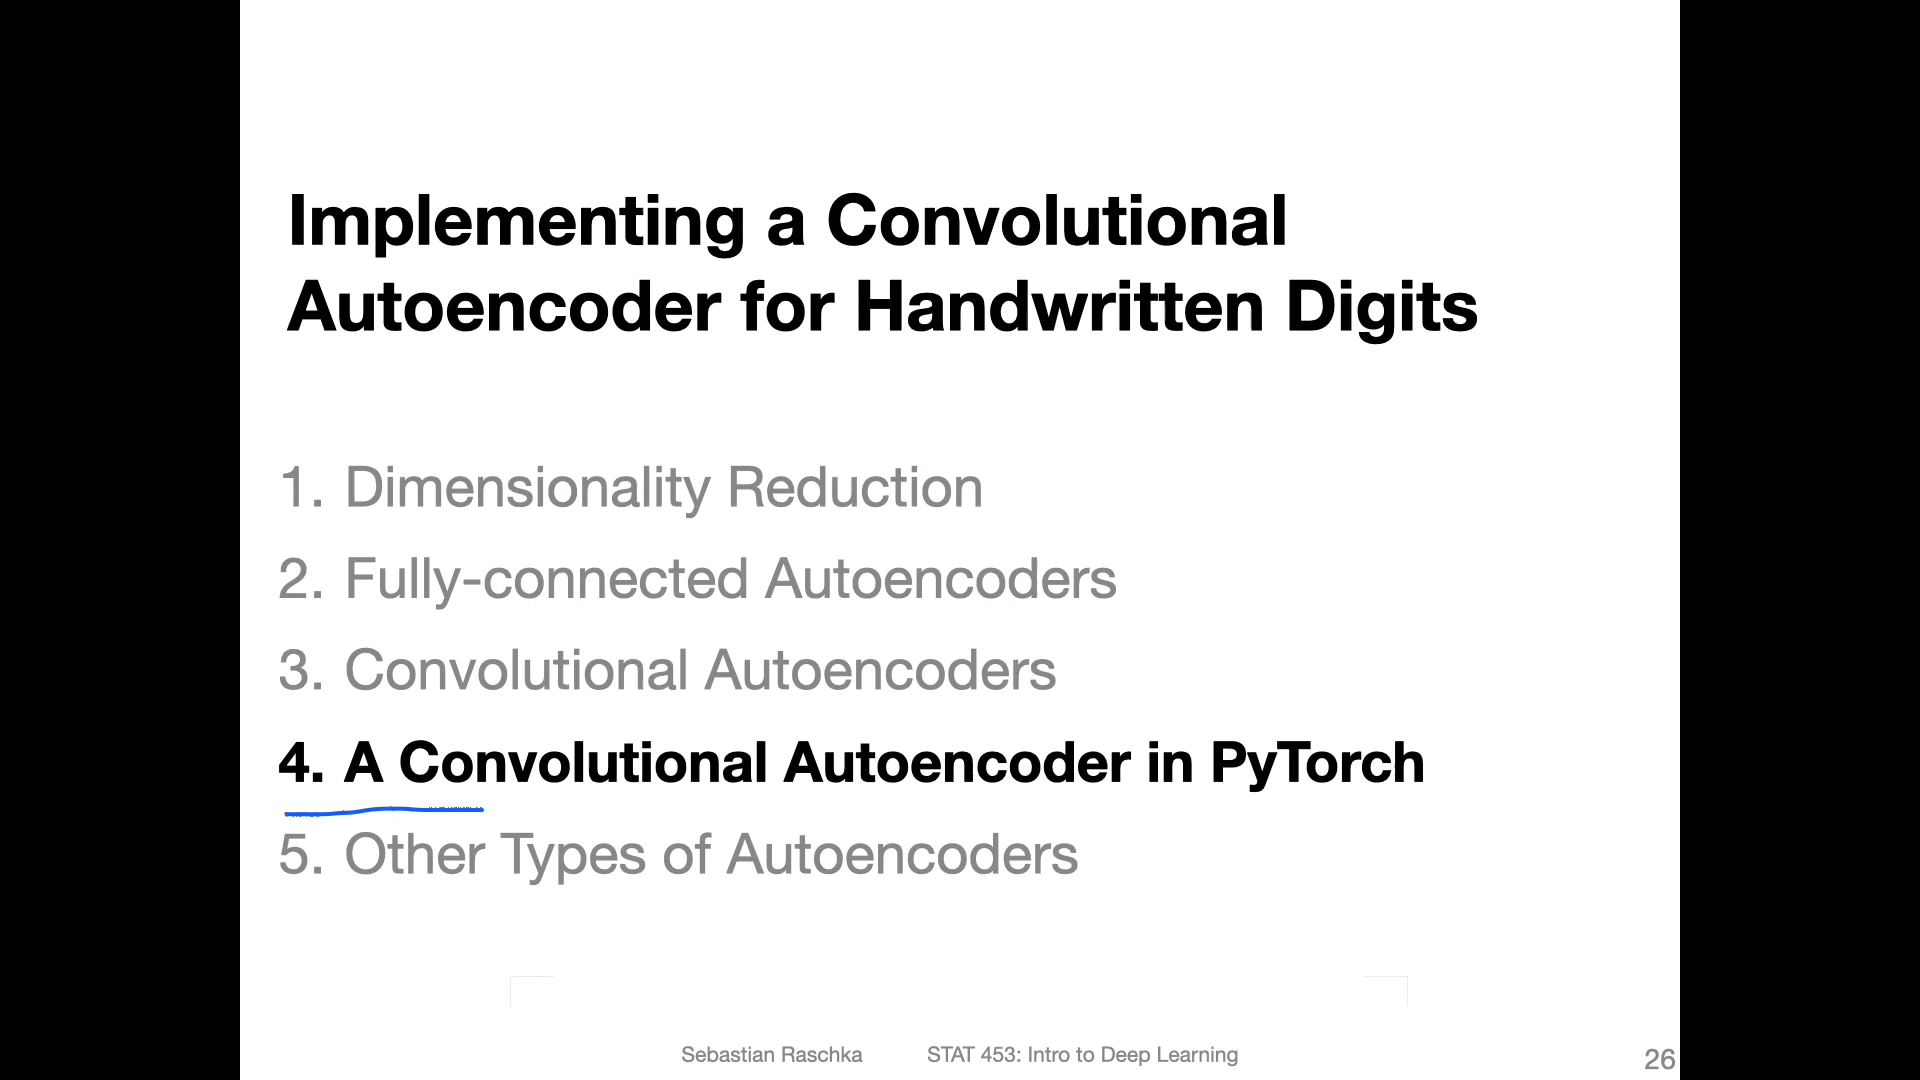 Implementing a Convolutional
Autoencoder for Handwritten Digits
1. Dimensionality Reduction
2. Fully-connected Autoencoders
3. Convolutional Autoencoders
4. A Convolutional Autoencoder in PyTorch
5. Other Types of Autoencoders
Sebastian Raschka STAT 453: Intro to Deep Learning 26